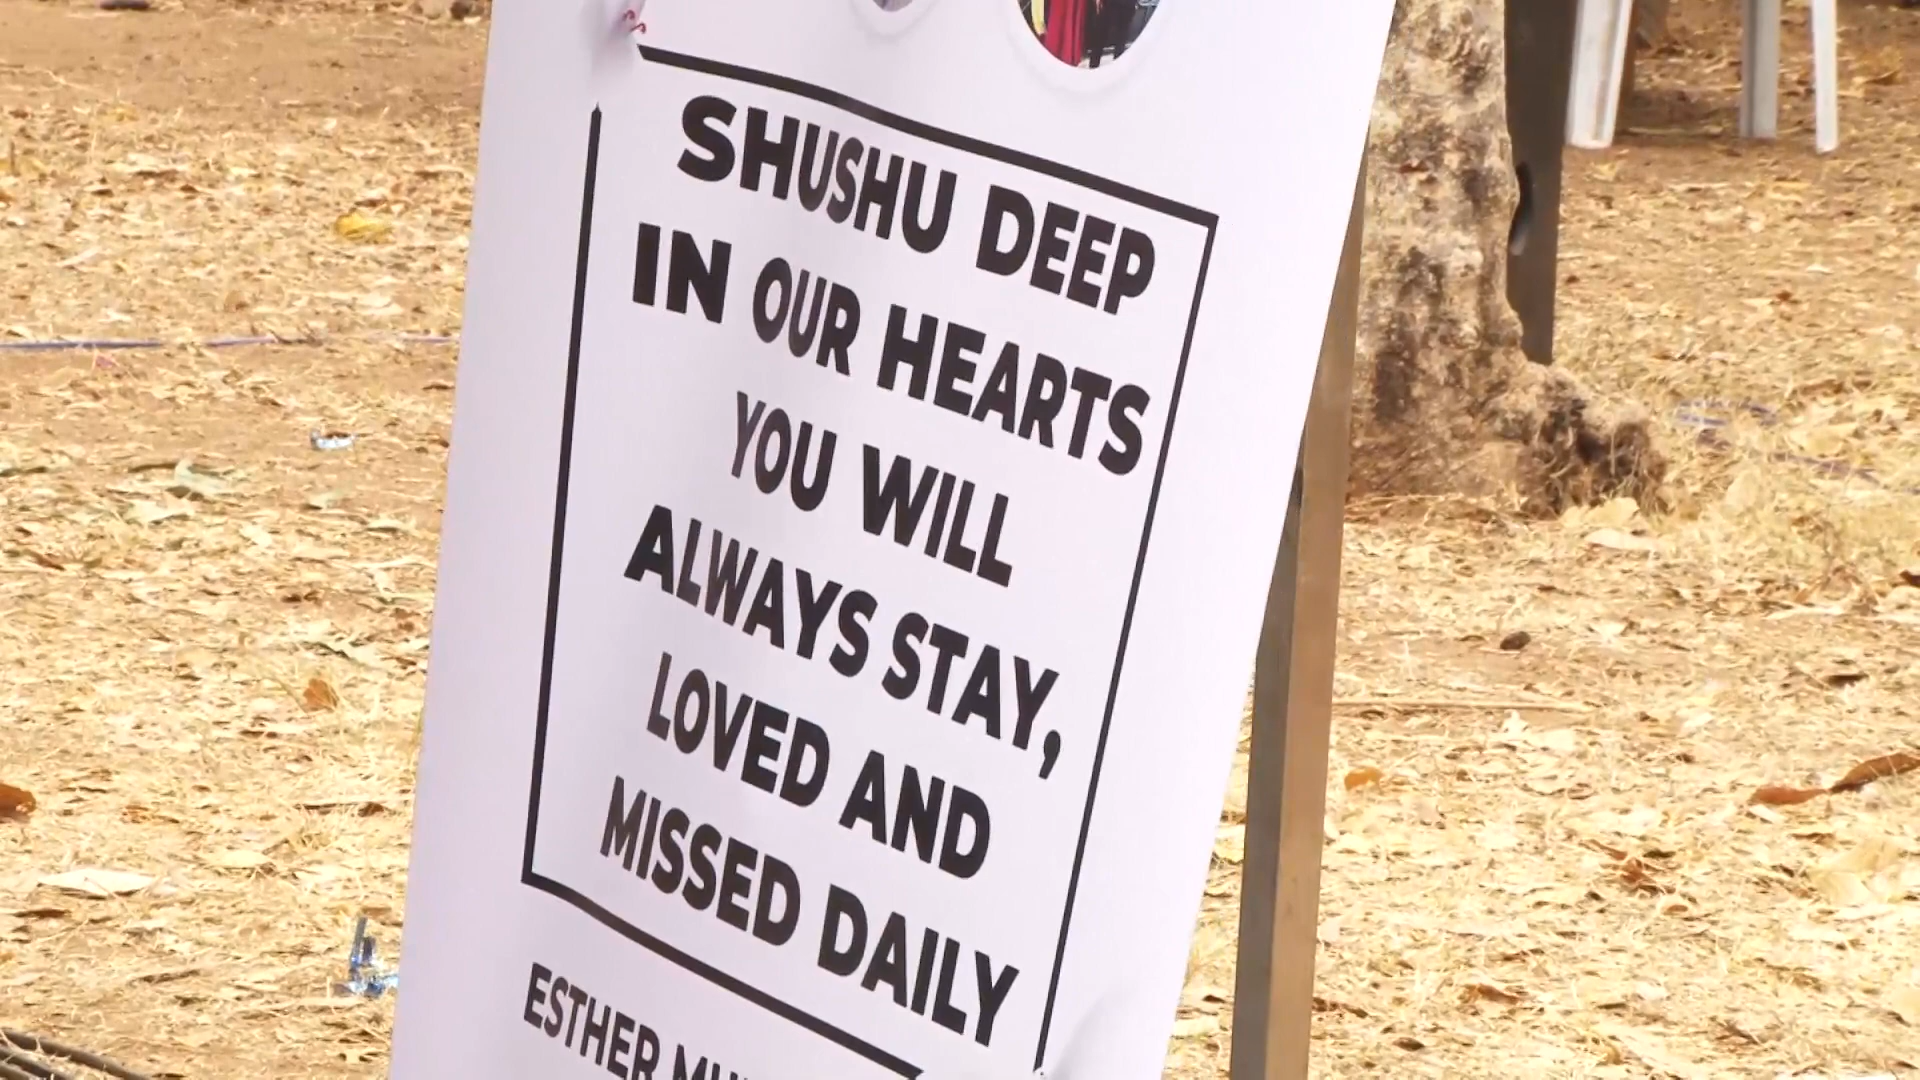 SHUSHU DEEP
IN OUR HEARTS
YOU WILL
ALWAYS STAY,
LOVED AND
MISSED DAILY
ESTHER